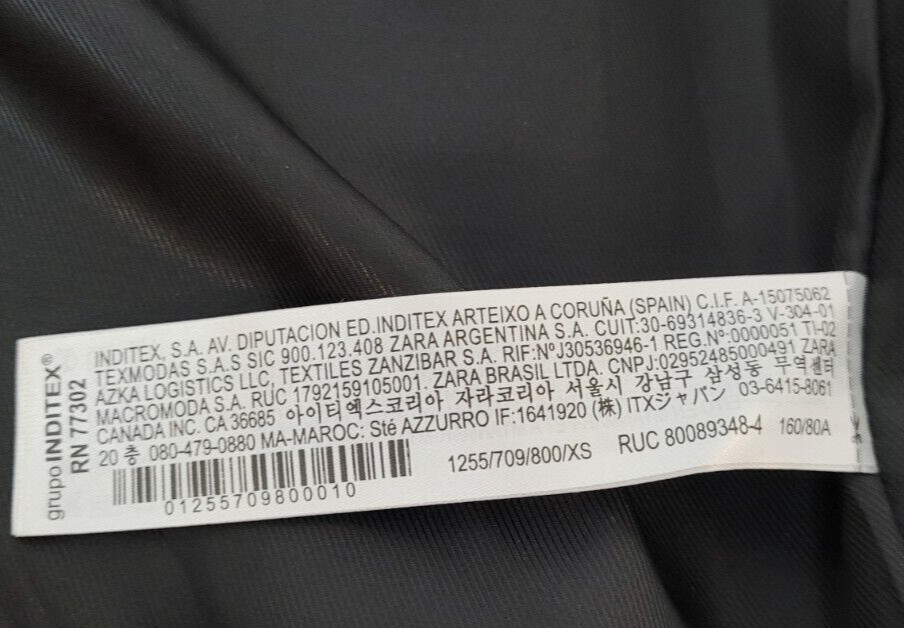 grupo INDITEX®
RN 77302
INDITEX, S.A. AV. DIPUTACION ED.INDITEX ARTEIXO A CORUÑA (SPAIN) C.I.F. A-15075062
TEXMODAS S.A.S SIC 900.123.408 ZARA ARGENTINA S.A. CUIT:30-69314836-3 V-304-01
AZKA LOGISTICS LLC, TEXTILES ZANZIBAR S.A. RIF:NºJ30536946-1 REG.Nº:0000051 TI-02
MACROMODA S.A. RUC 1792159105001. ZARA BRASIL LTDA. CNPJ:02952485000491 ZARA
CANADA INC. CA 36685 아이티엑스코리아 자라코리아 서울시 강남구 삼성동 무역센터
20 층 080-479-0880 MA-MAROC: Sté AZZURRO IF:1641920 (株) ITXジャパン 03-6415-8061
01255709800010
1255/709/800/XS
RUC 80089348-4
160/80A